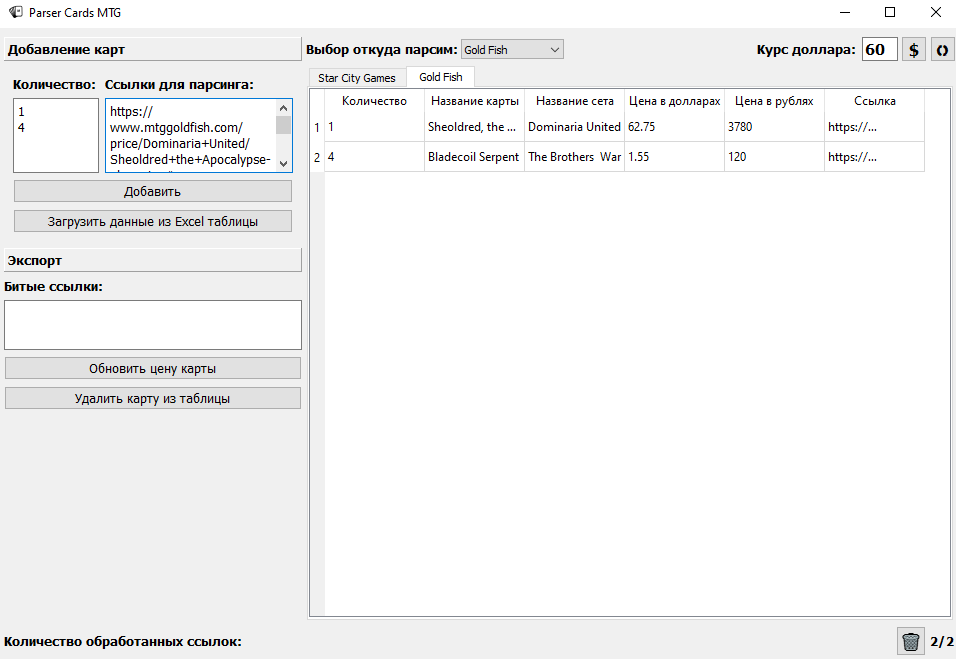 Parser Cards MTG
Добавление карт
Выбор откуда парсим: Gold Fish
Курс доллара: 60 $
Количество: Ссылки для парсинга:
1
4
https://
www.mtggoldfish.com/
price/Dominaria+United/
Sheoldred+the+Apocalypse-
Добавить
Загрузить данные из Excel таблицы
Экспорт
Битые ссылки:
Обновить цену карты
Удалить карту из таблицы
Star City Games Gold Fish
Количество Название карты Название сета Цена в долларах Цена в рублях Ссылка
1 1 Sheoldred, the ... Dominaria United 62.75 3780 https://...
2 4 Bladecoil Serpent The Brothers War 1.55 120 https://...
Количество обработанных ссылок:
2/2